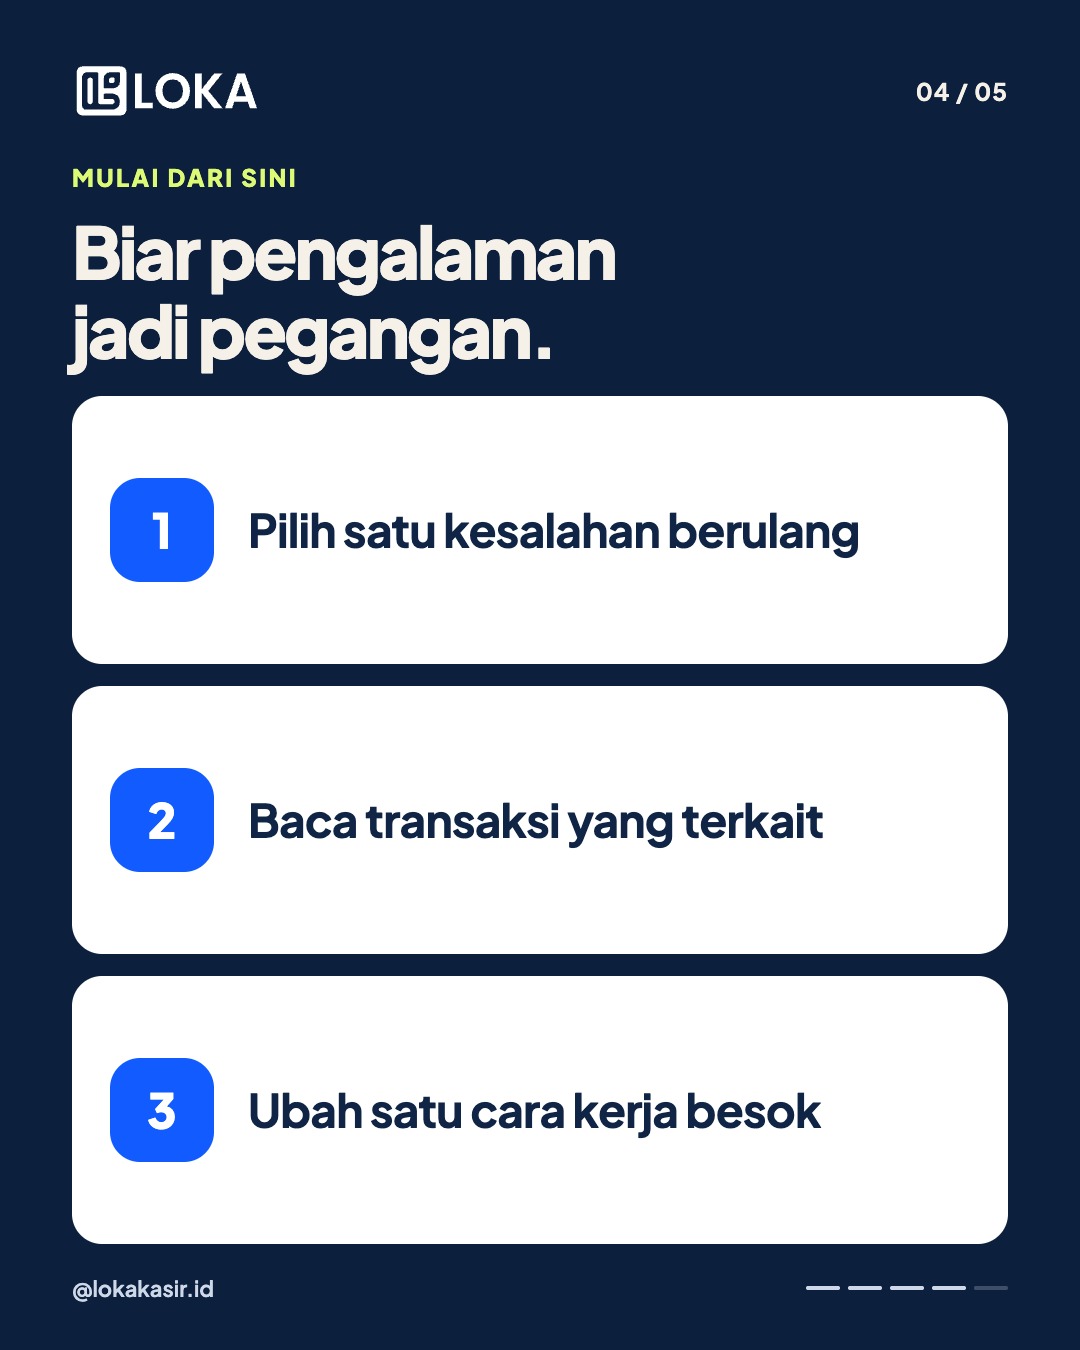 LOKA
04 / 05
MULAI DARI SINI
Biar pengalaman
jadi pegangan.
1
Pilih satu kesalahan berulang
2
Baca transaksi yang terkait
3
Ubah satu cara kerja besok
@lokakasir.id